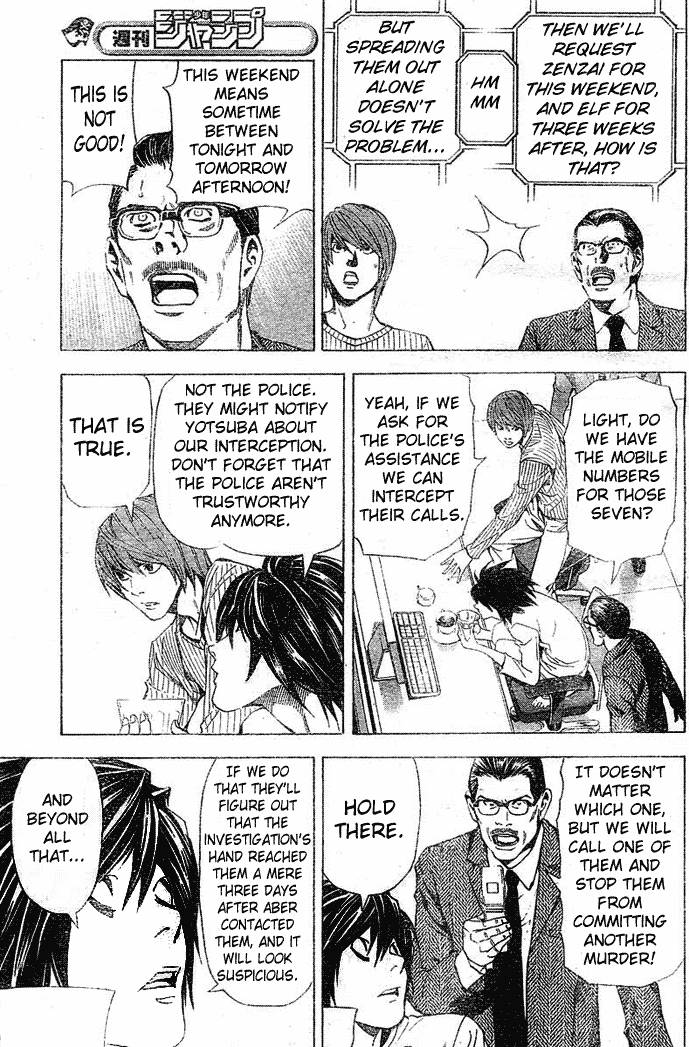 THEN WE'LL
REQUEST
ZENZAI FOR
THIS WEEKEND,
AND ELF FOR
THREE WEEKS
AFTER, HOW IS
THAT?
HM
MM
BUT
SPREADING
THEM OUT
ALONE
DOESN'T
SOLVE THE
PROBLEM...
週刊
少年
ジャンプ
THIS WEEKEND
MEANS
SOMETIME
BETWEEN
TONIGHT AND
TOMORROW
AFTERNOON!
THIS IS
NOT
GOOD!
LIGHT, DO
WE HAVE
THE MOBILE
NUMBERS
FOR THOSE
SEVEN?
YEAH, IF WE
ASK FOR
THE POLICE'S
ASSISTANCE
WE CAN
INTERCEPT
THEIR CALLS.
NOT THE POLICE.
THEY MIGHT NOTIFY
YOTSUBA ABOUT
OUR INTERCEPTION.
DON'T FORGET THAT
THE POLICE AREN'T
TRUSTWORTHY
ANYMORE.
THAT IS
TRUE.
IT DOESN'T
MATTER
WHICH ONE,
BUT WE WILL
CALL ONE OF
THEM AND
STOP THEM
FROM
COMMITTING
ANOTHER
MURDER!
HOLD
THERE.
IF WE DO
THAT THEY'LL
FIGURE OUT
THAT THE
INVESTIGATION'S
HAND REACHED
THEM A MERE
THREE DAYS
AFTER ABER
CONTACTED
THEM, AND IT
WILL LOOK
SUSPICIOUS.
AND
BEYOND
ALL
THAT...